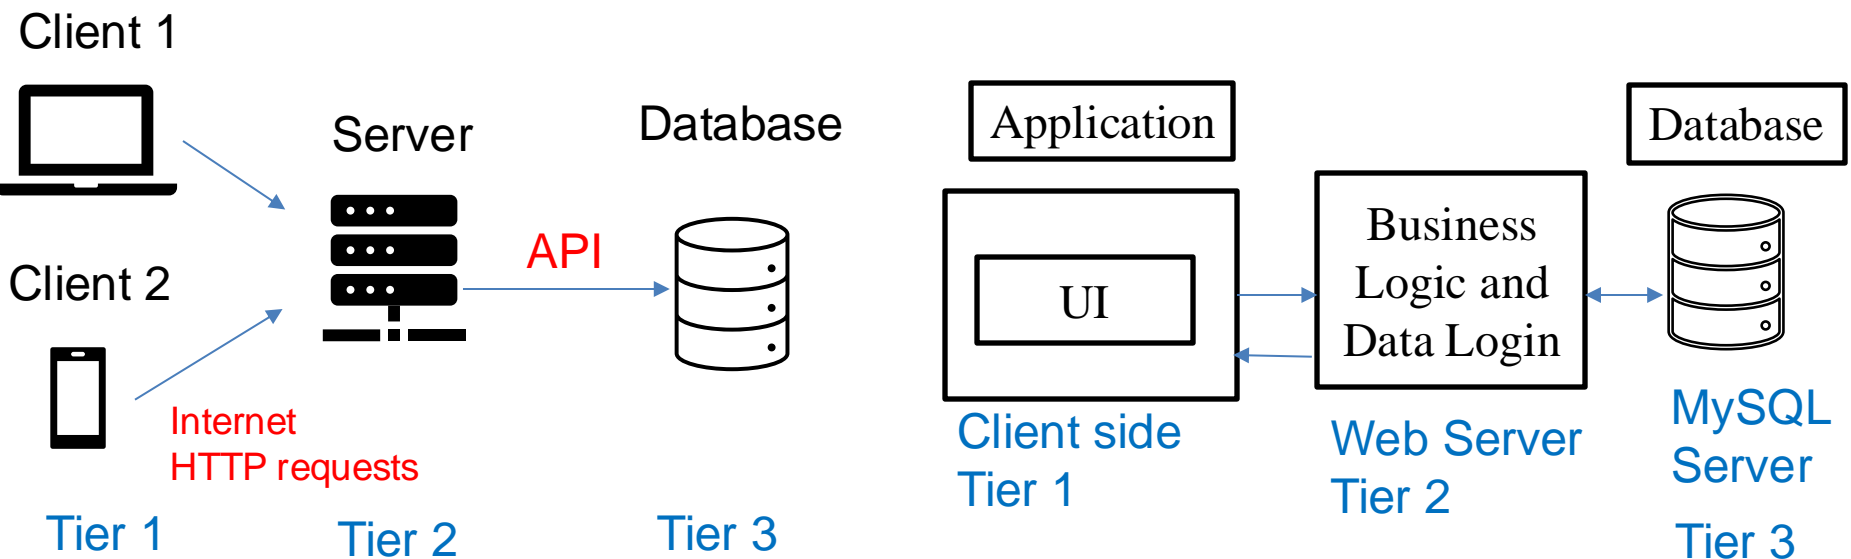 Client 1
Server
Database
API
Client 2
Internet
HTTP requests
Tier 1
Tier 2
Tier 3
Application
Database
UI
Business
Logic and
Data Login
Client side
Tier 1
Web Server
Tier 2
MySQL
Server
Tier 3